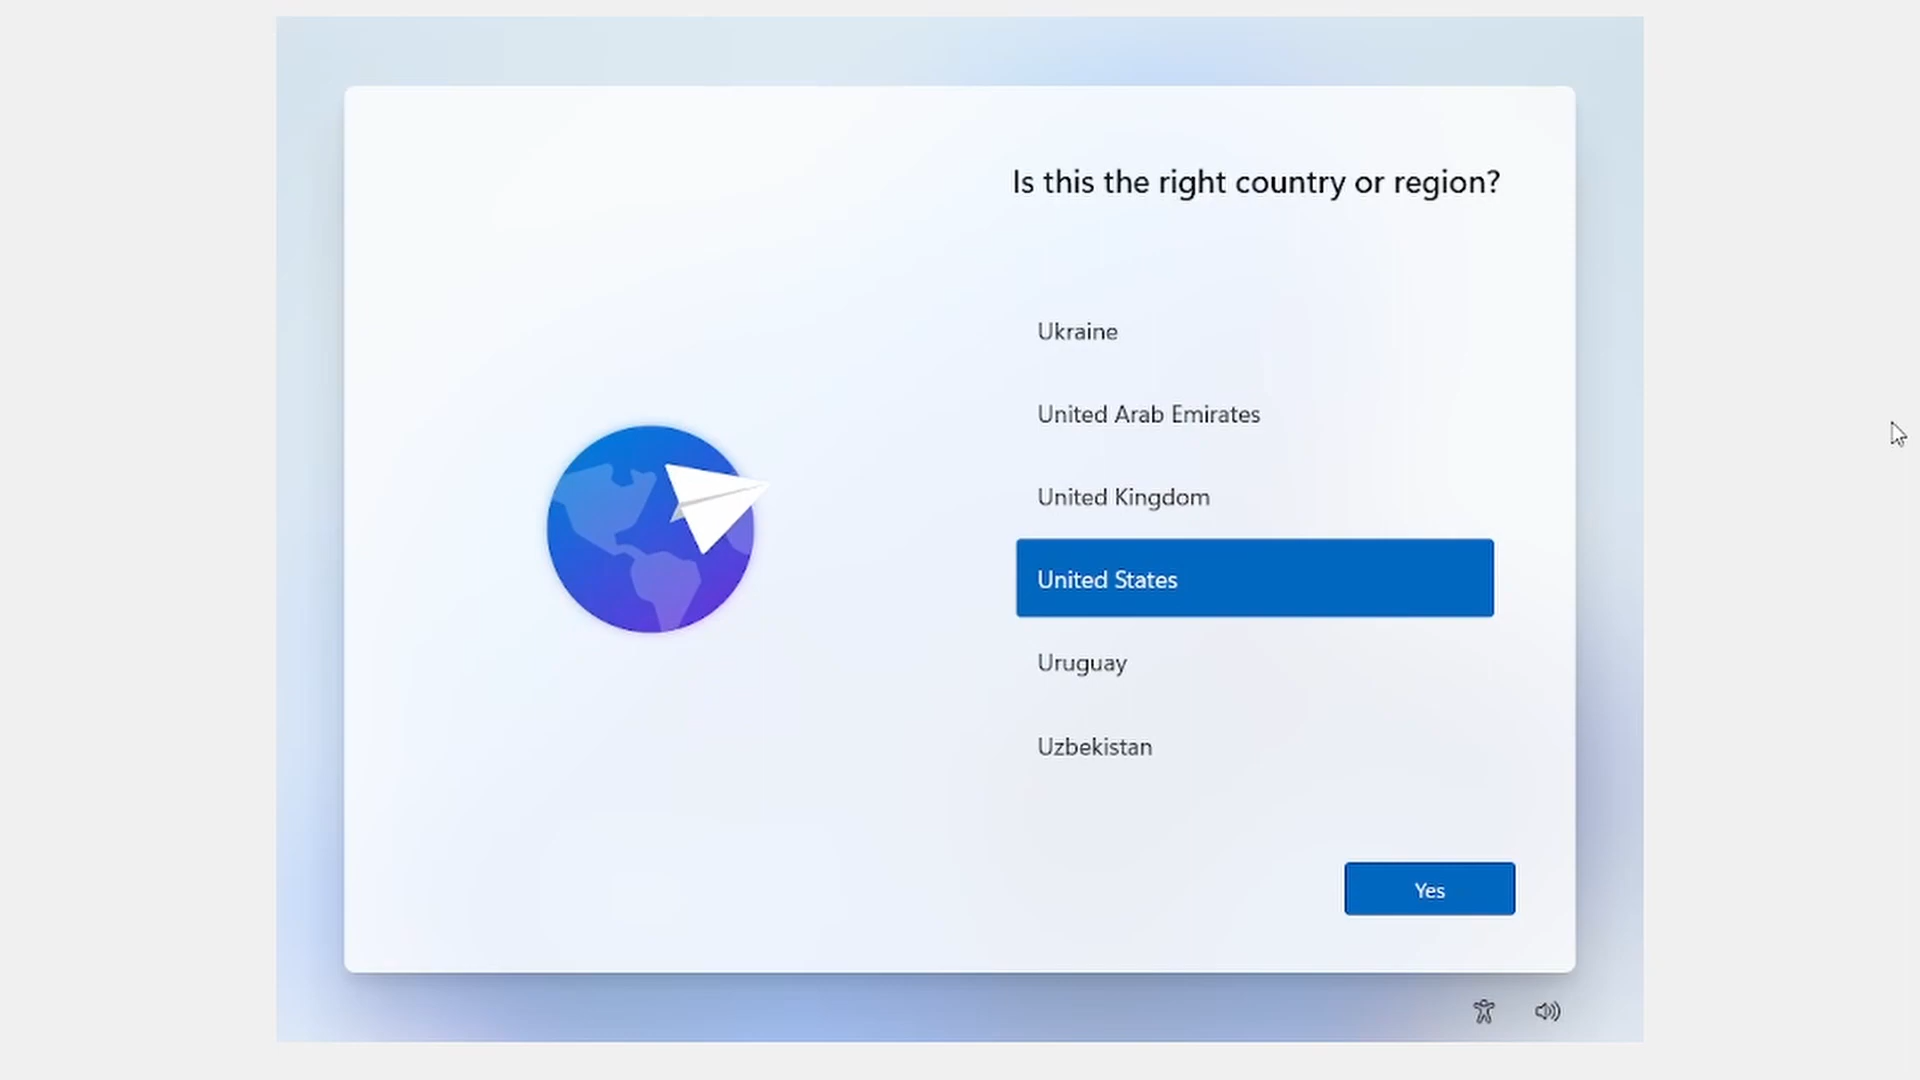 Is this the right country or region?
Ukraine
United Arab Emirates
United Kingdom
United States
Uruguay
Uzbekistan
Yes